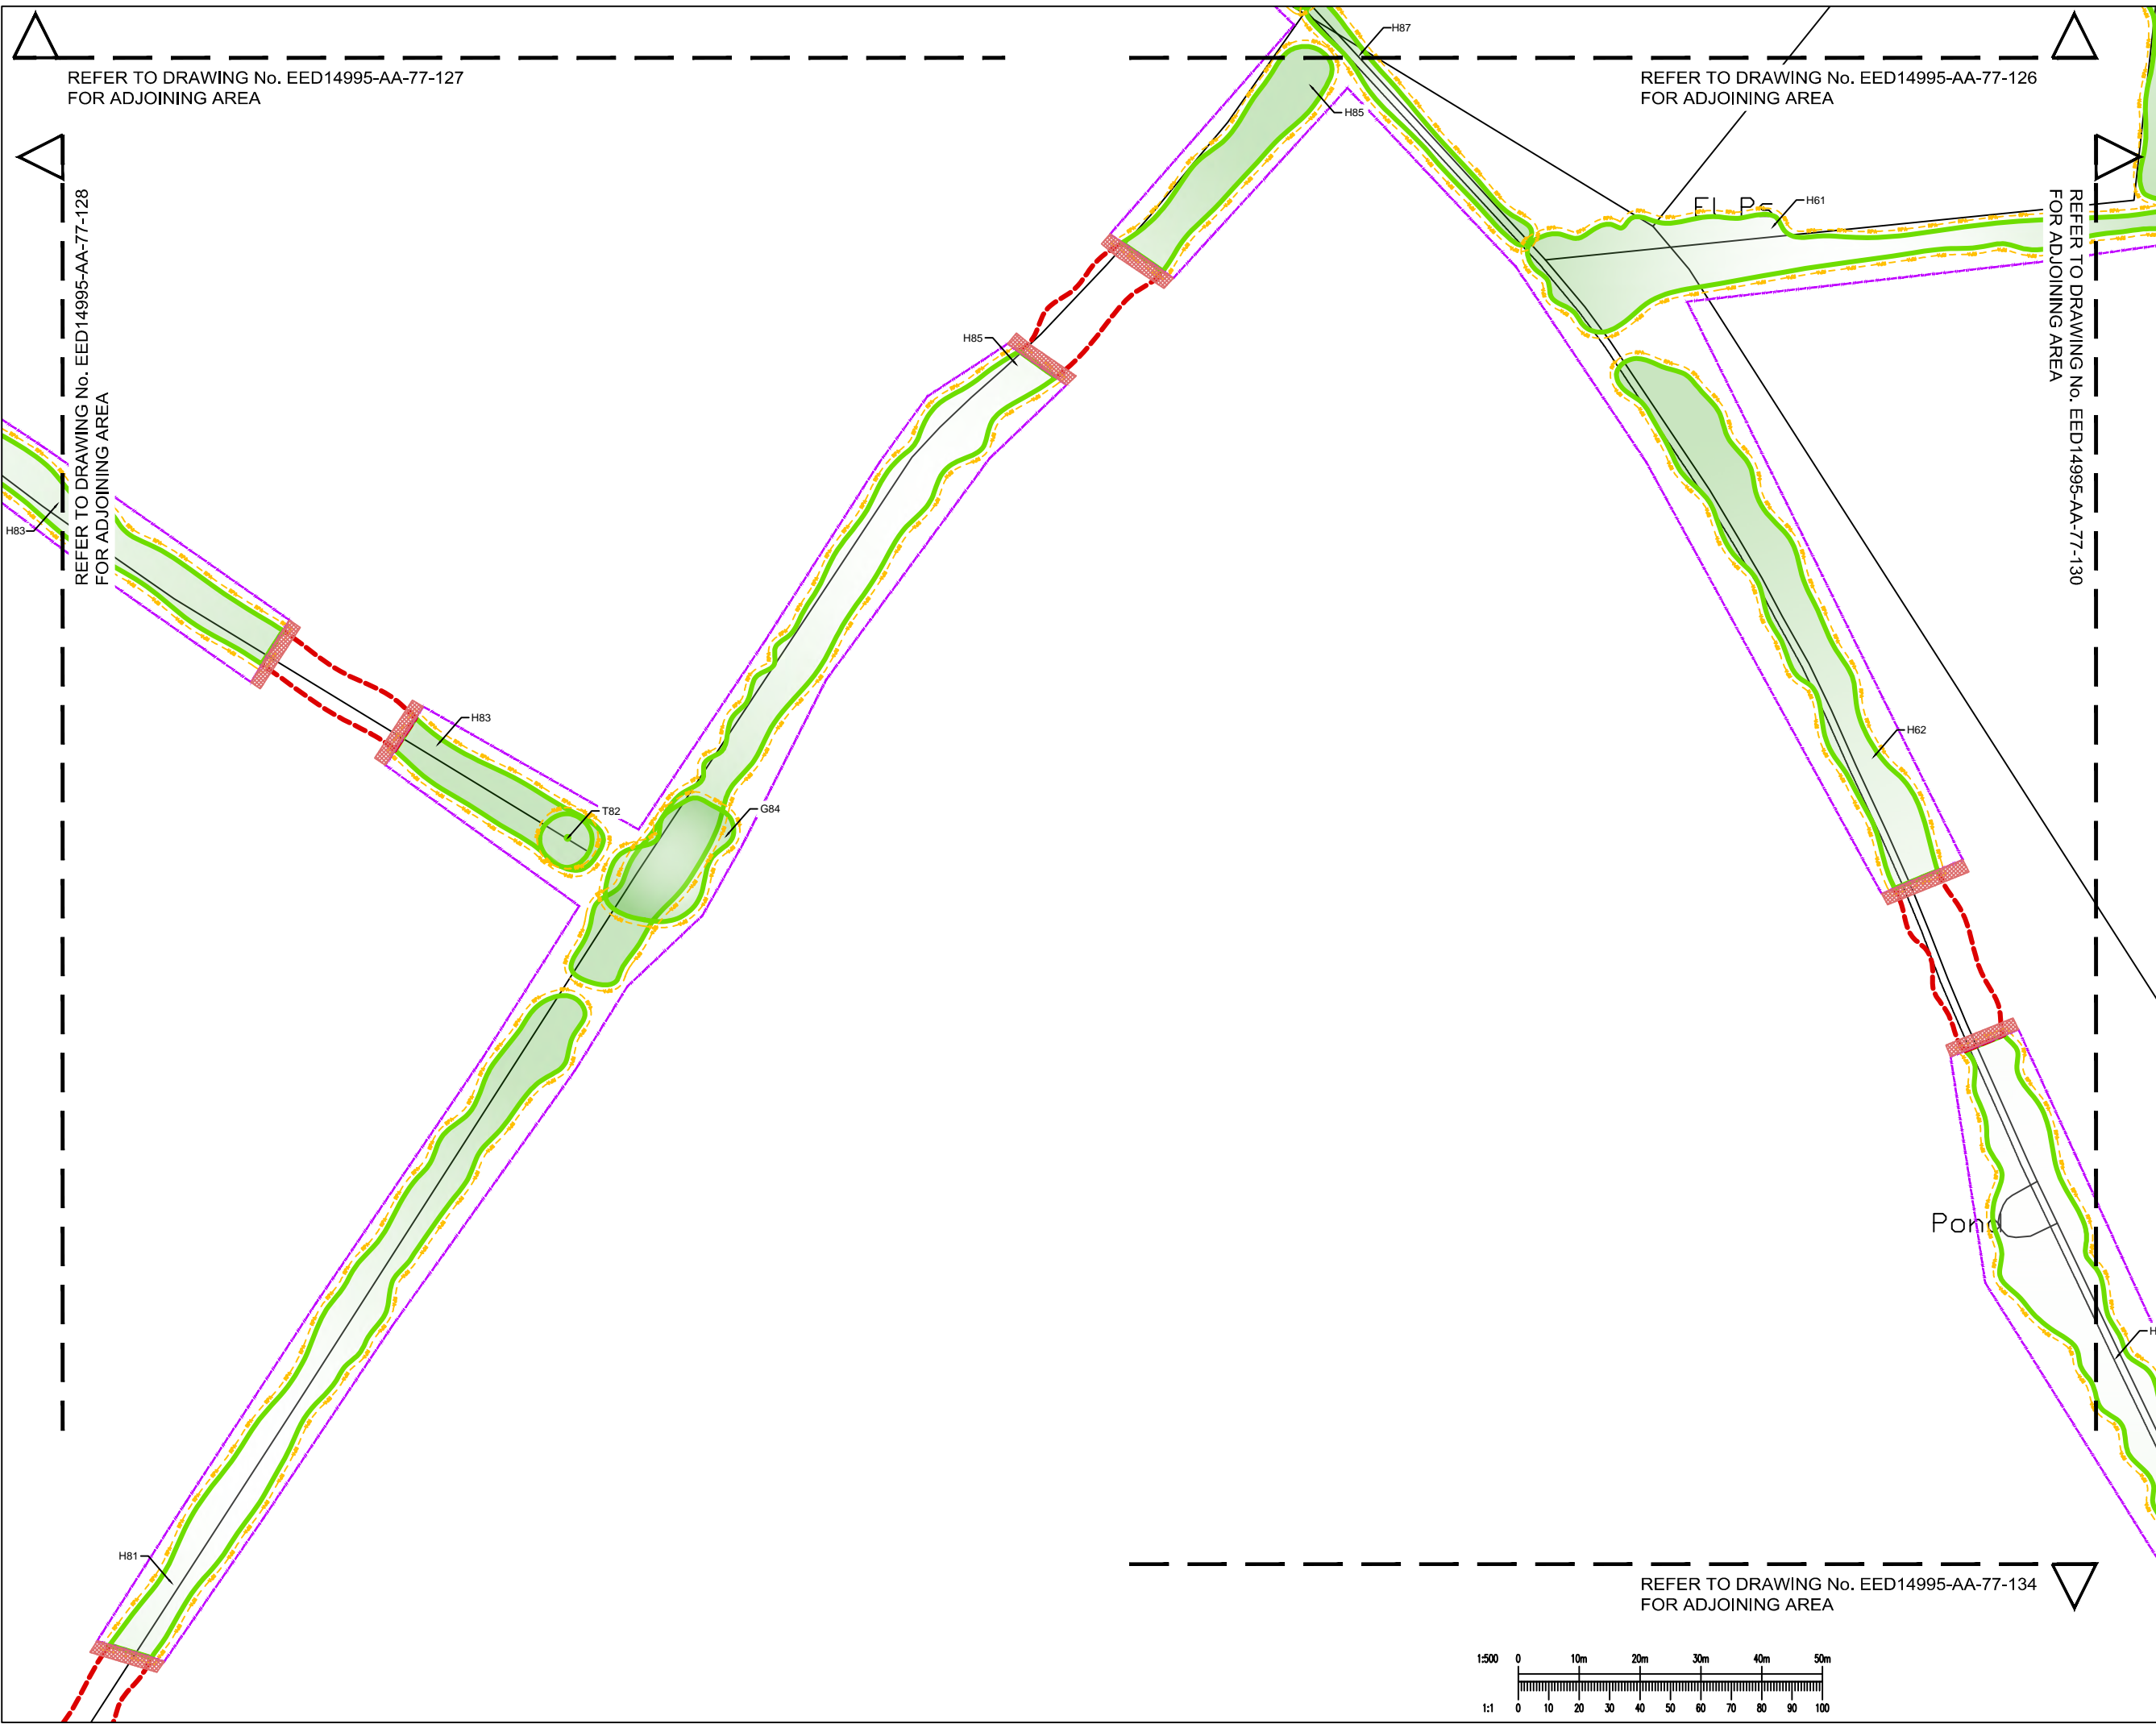 H87
REFER TO DRAWING No. EED14995-AA-77-127
FOR ADJOINING AREA
REFER TO DRAWING No. EED14995-AA-77-126
FOR ADJOINING AREA
H85
REFER TO DRAWING No. EED14995-AA-77-128
FOR ADJOINING AREA
REFER TO DRAWING No. EED14995-AA-77-130
FOR ADJOINING AREA
H61
H85
H83
H83
H62
T82
G84
Pond
H
H81
REFER TO DRAWING No. EED14995-AA-77-134
FOR ADJOINING AREA
1:500 0 10m 20m 30m 40m 50m
1:1 0 10 20 30 40 50 60 70 80 90 100